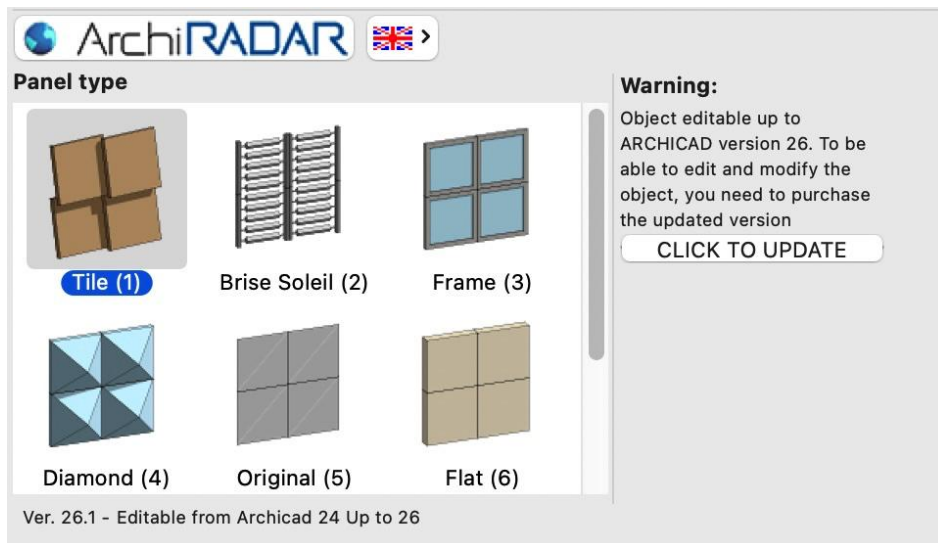 ArchiRADAR
Panel type
Tile (1)
Brise Soleil (2)
Frame (3)
Diamond (4)
Original (5)
Flat (6)
Warning:
Object editable up to
ARCHICAD version 26. To be
able to edit and modify the
object, you need to purchase
the updated version
CLICK TO UPDATE
Ver. 26.1 - Editable from Archicad 24 Up to 26